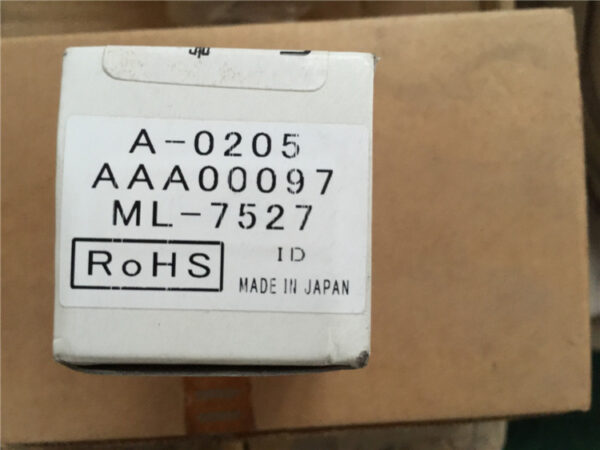 A-0205
AAA00097
ML-7527
RoHS
ID
MADE IN JAPAN